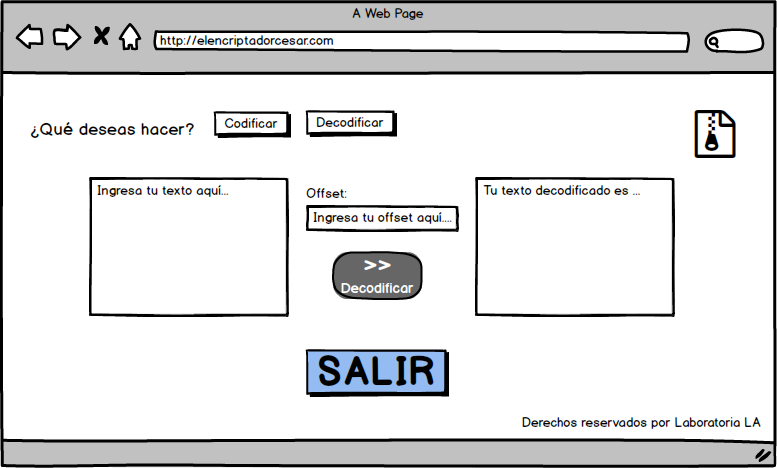 A Web Page
http://elencriptadorcesar.com
¿Qué deseas hacer?
Codificar
Decodificar
Ingresa tu texto aquí...
Offset:
Ingresa tu offset aquí....
>>
Decodificar
Tu texto decodificado es ...
SALIR
Derechos reservados por Laboratoria LA